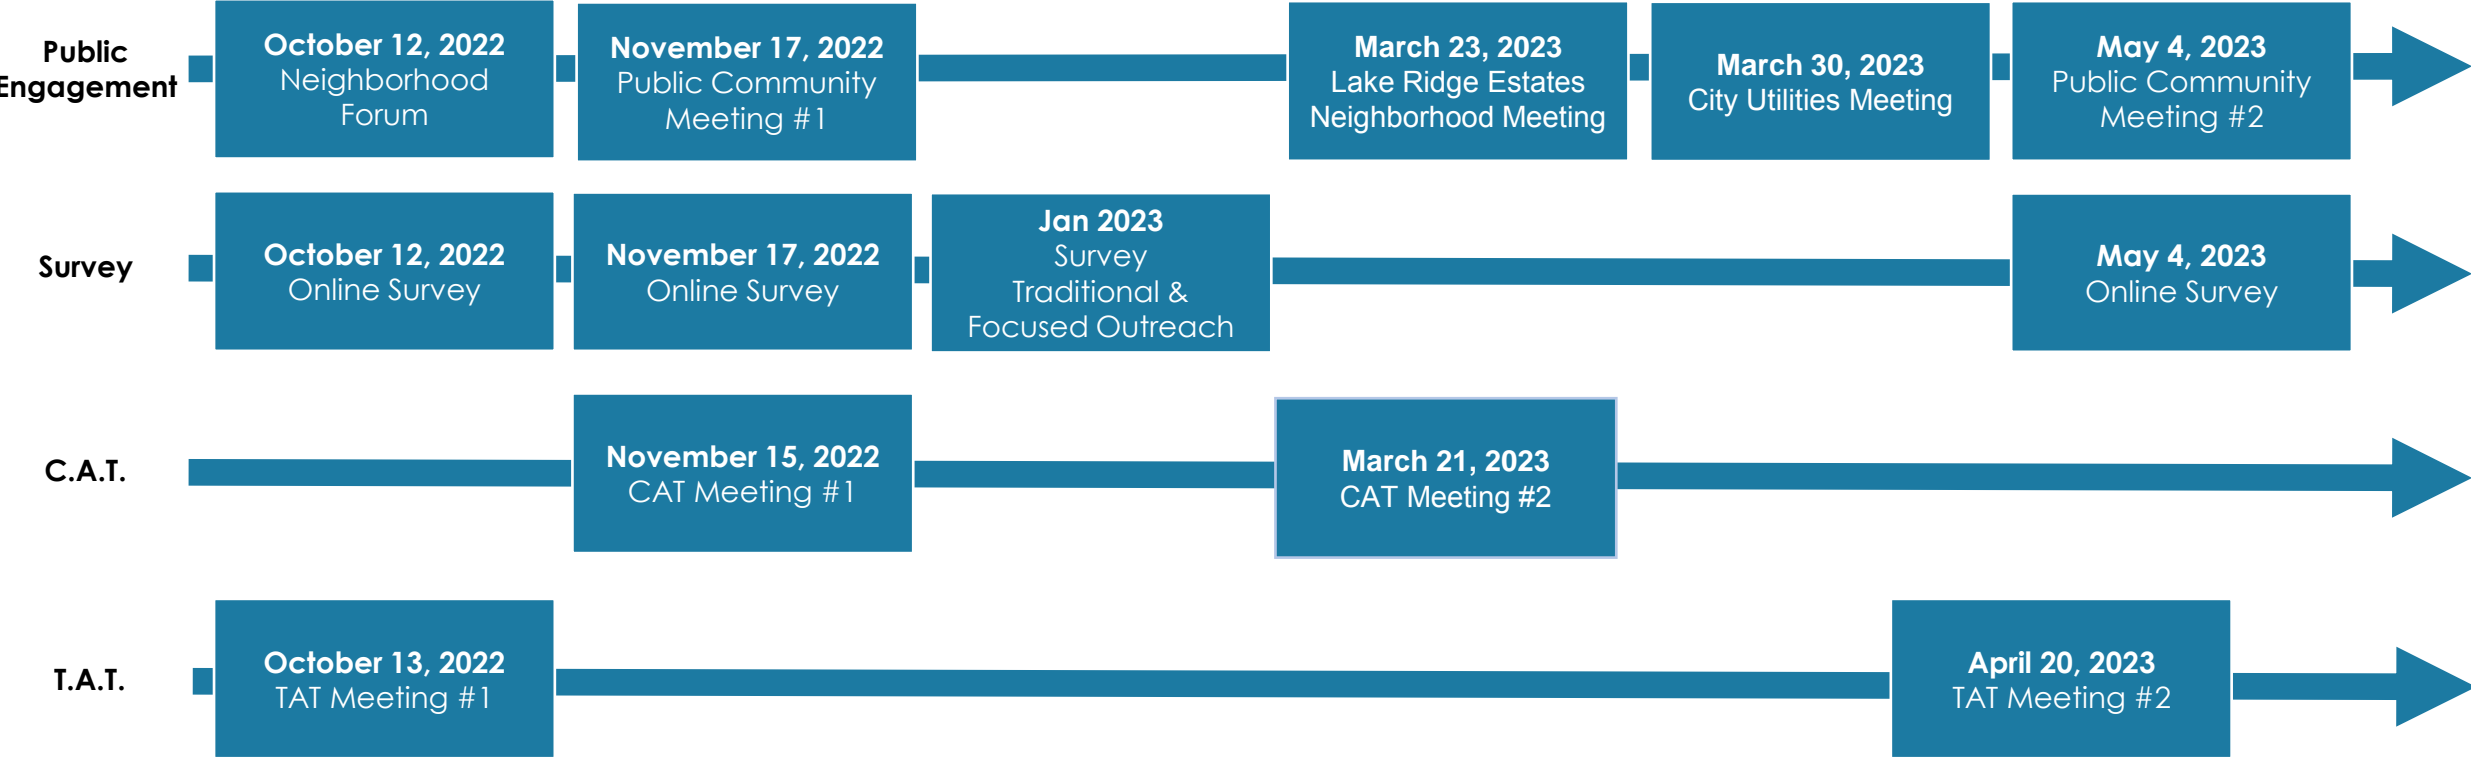 Public
Engagement
October 12, 2022
Neighborhood
Forum
November 17, 2022
Public Community
Meeting #1
March 23, 2023
Lake Ridge Estates
Neighborhood Meeting
March 30, 2023
City Utilities Meeting
May 4, 2023
Public Community
Meeting #2
Survey
October 12, 2022
Online Survey
November 17, 2022
Online Survey
Jan 2023
Survey
Traditional &
Focused Outreach
May 4, 2023
Online Survey
C.A.T.
November 15, 2022
CAT Meeting #1
March 21, 2023
CAT Meeting #2
T.A.T.
October 13, 2022
TAT Meeting #1
April 20, 2023
TAT Meeting #2